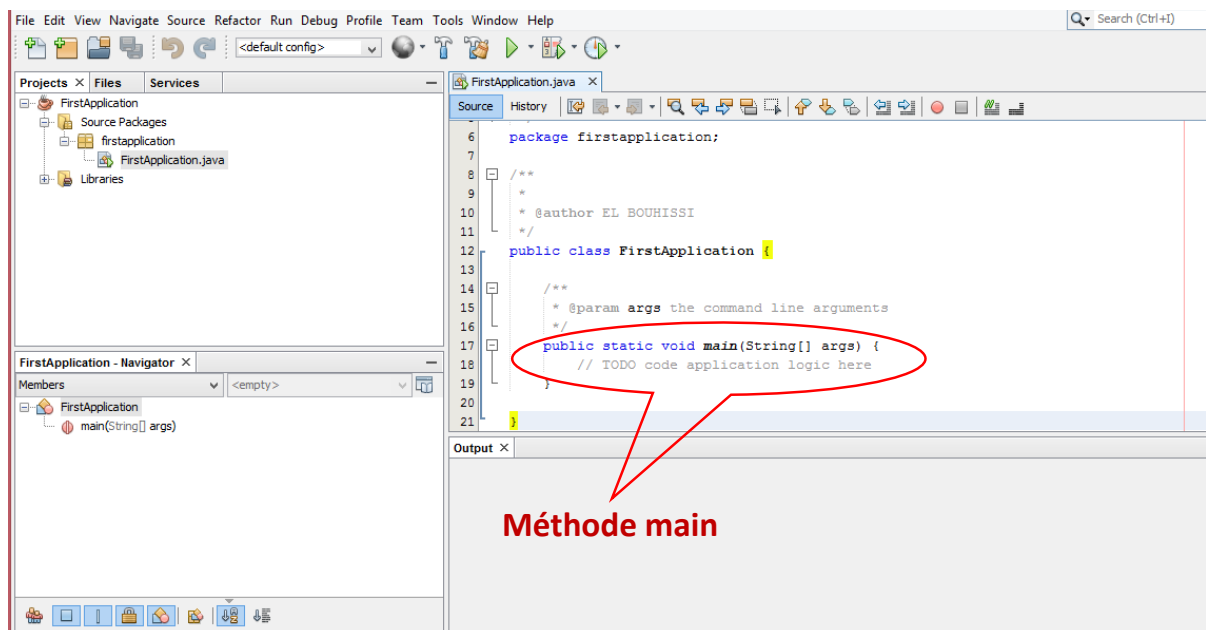 File Edit View Navigate Source Refactor Run Debug Profile Team Tools Window Help
Search (Ctrl+I)
<default config>
Projects Files Services
FirstApplication
Source Packages
firstapplication
FirstApplication.java
Libraries
FirstApplication - Navigator
Members
<empty>
FirstApplication
main(String[] args)
FirstApplication.java
Source History
6 package firstapplication;
7
8 /**
9 *
10 * @author EL BOUHISSI
11 */
12 public class FirstApplication {
13
14 /**
15 * @param args the command line arguments
16 */
17 public static void main(String[] args) {
18 // TODO code application logic here
19 }
20
21 }
Output
Méthode main